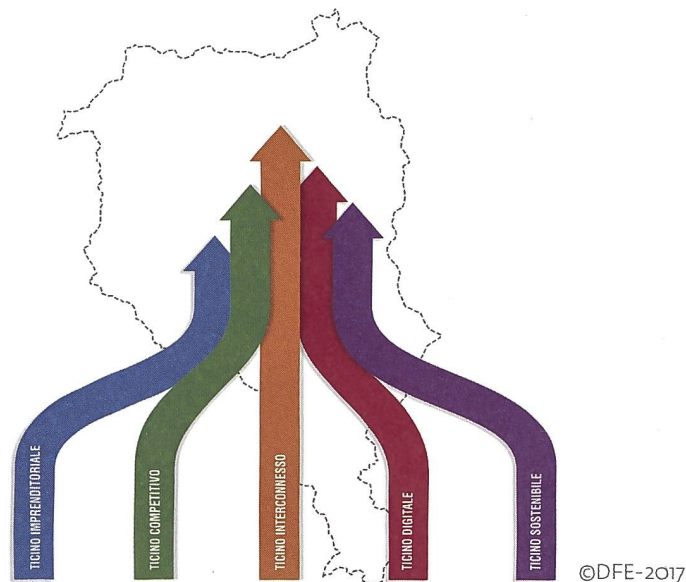 TICINO IMPRENDITORIALE
TICINO COMPETITIVO
TICINO INTERCONNESSO
TICINO DIGITALE
TICINO SOSTENIBILE
©DFE-2017